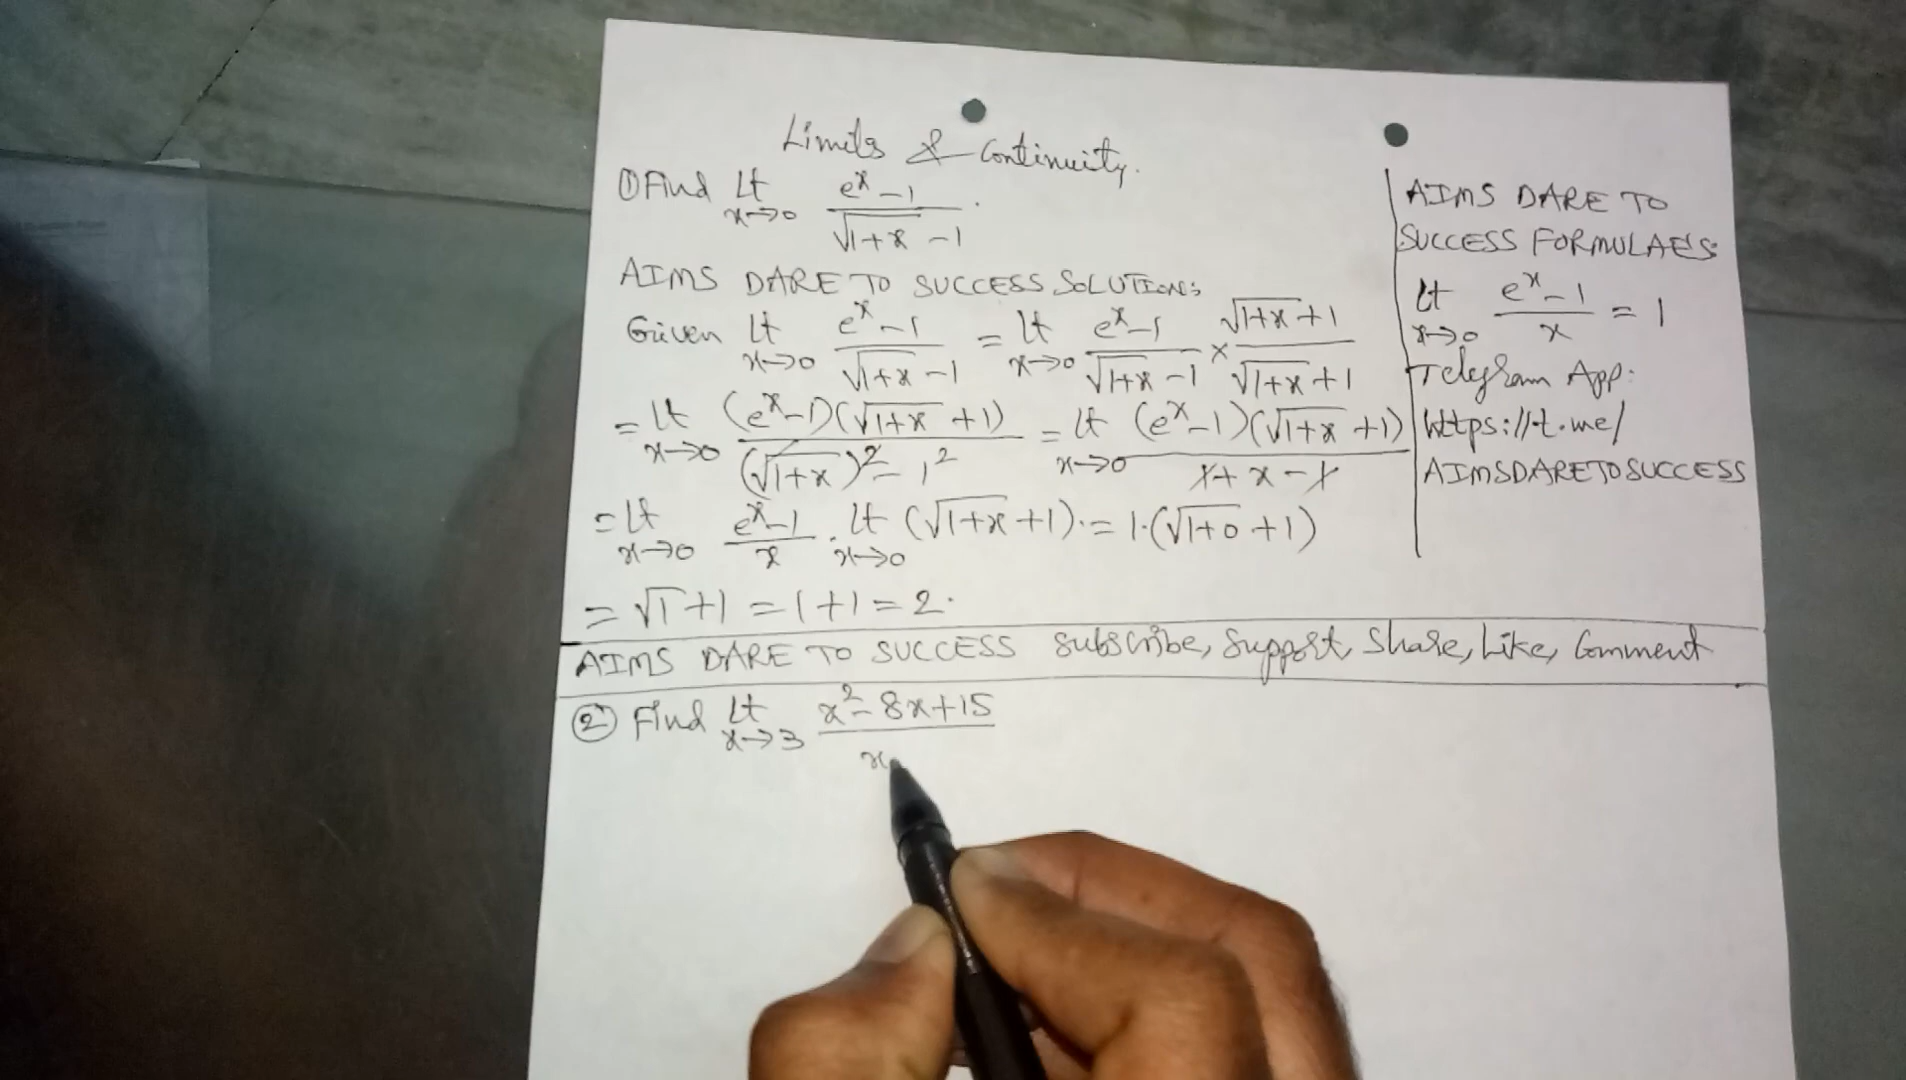 Limits & Continuity.
① Find Lt x→0 (e^x - 1)/(√(1+x) - 1).
AIMS DARE TO SUCCESS SOLUTIONS:
Given Lt x→0 (e^x - 1)/(√(1+x) - 1) = Lt x→0 (e^x - 1)/(√(1+x) - 1) × (√(1+x) + 1)/(√(1+x) + 1)
= Lt x→0 (e^x - 1)(√(1+x) + 1)/((√(1+x))^2 - 1^2) = Lt x→0 (e^x - 1)(√(1+x) + 1)/(1 + x - 1)
= Lt x→0 (e^x - 1)/x . Lt x→0 (√(1+x) + 1). = 1.(√(1+0) + 1)
= √1 + 1 = 1 + 1 = 2.
AIMS DARE TO
SUCCESS FORMULAE'S:
Lt x→0 (e^x - 1)/x = 1
Telegram App:
https://t.me/
AIMSDARETOSUCCESS
AIMS DARE TO SUCCESS Subscribe, Support, Share, Like, Comment
② Find Lt x→3 (x^2 - 8x + 15)/x